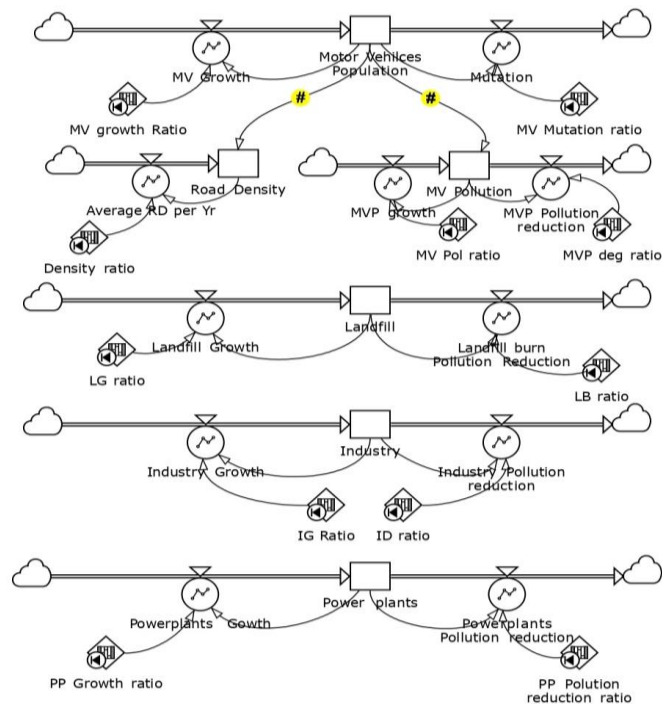 Motor Vehilces
Population
MV Growth
Mutation
MV growth Ratio
#
#
MV Mutation ratio
Road Density
MV Pollution
Average RD per Yr
MVP growth
MVP Pollution
reduction
Density ratio
MV Pol ratio
MVP deg ratio
Landfill
Landfill Growth
Landfill burn
Pollution Reduction
LG ratio
LB ratio
Industry
Industry Growth
Industry Pollution
reduction
IG Ratio
ID ratio
Power plants
Powerplants Gowth
Powerplants
Pollution reduction
PP Growth ratio
PP Polution
reduction ratio